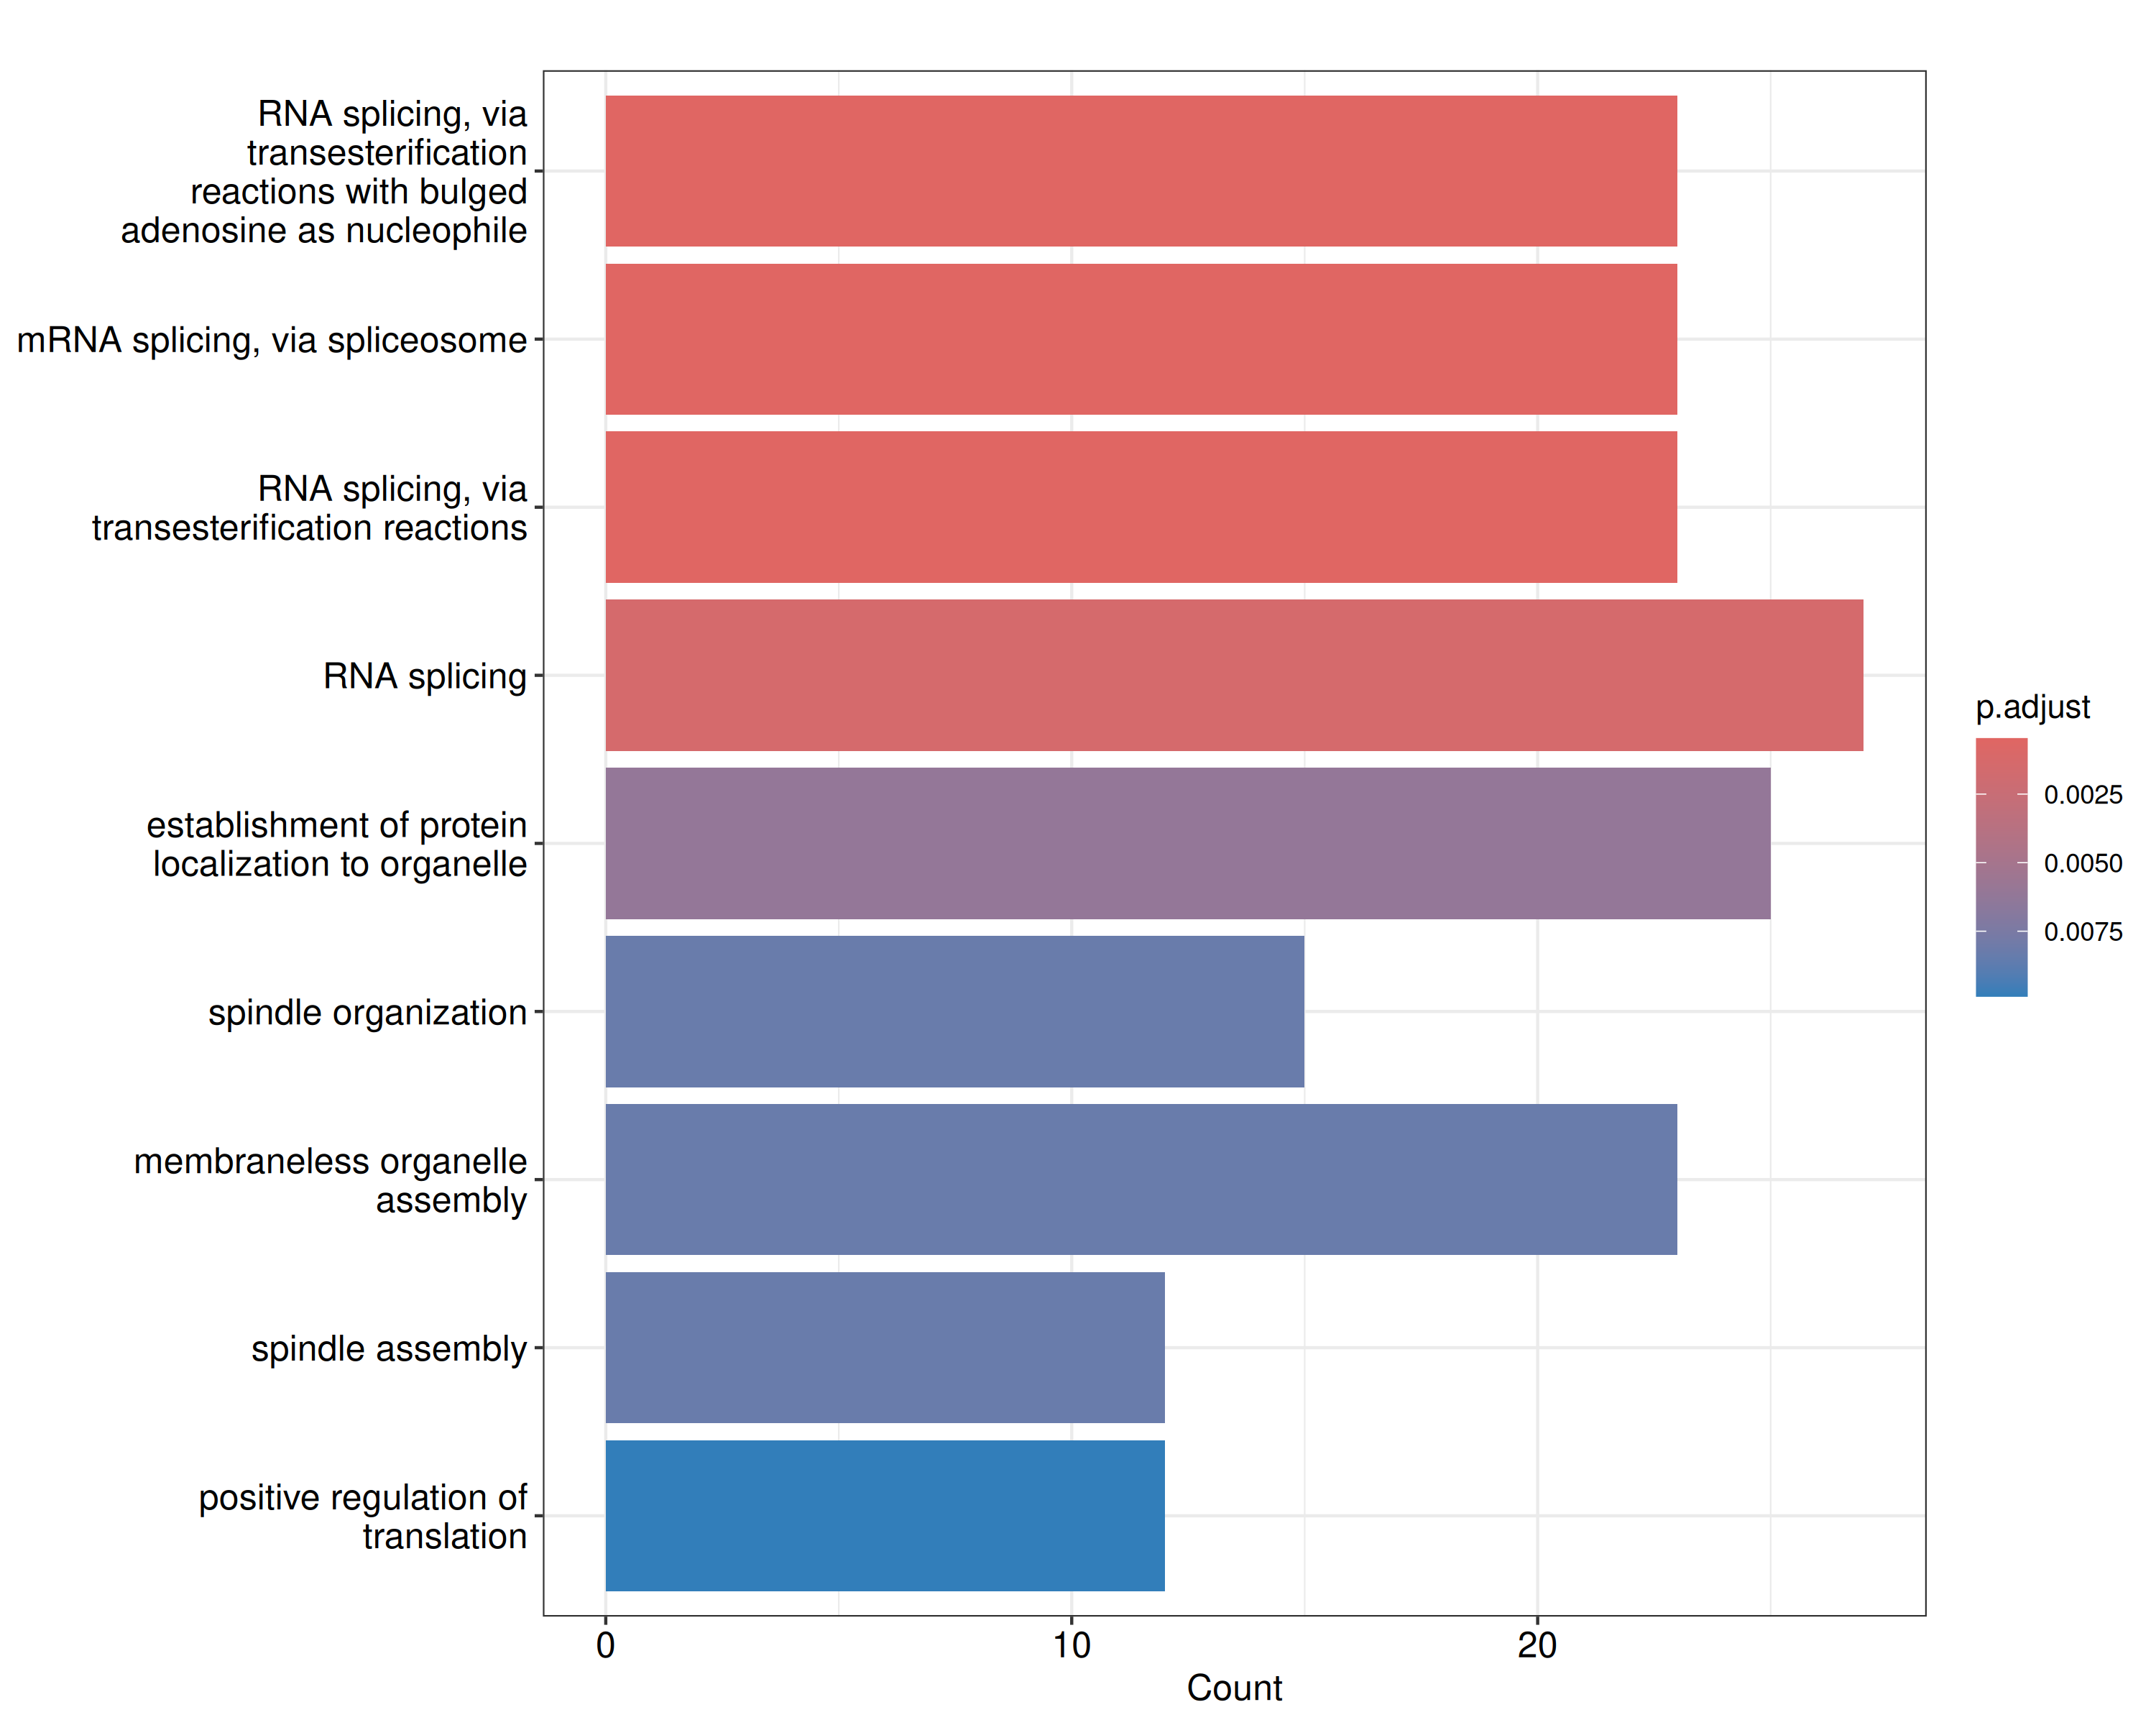 RNA splicing, via
transesterification
reactions with bulged
adenosine as nucleophile
mRNA splicing, via spliceosome
RNA splicing, via
transesterification reactions
RNA splicing
establishment of protein
localization to organelle
spindle organization
membraneless organelle
assembly
spindle assembly
positive regulation of
translation
0
10
20
Count
p.adjust
0.0025
0.0050
0.0075